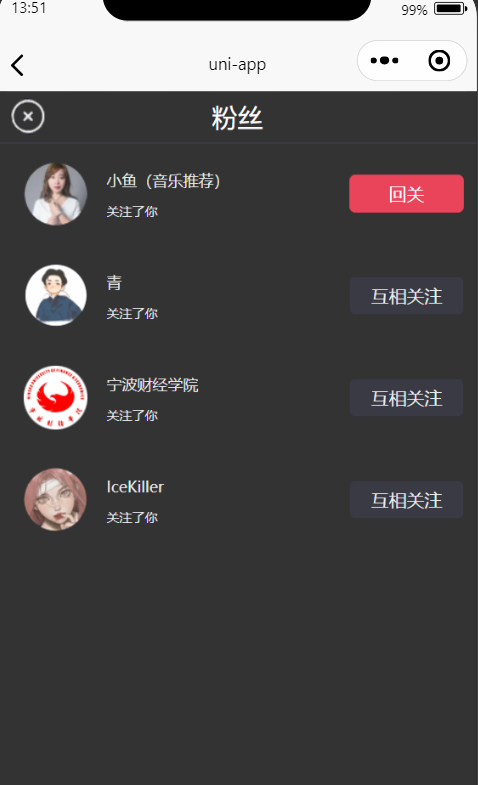 13:51
99%
uni-app
粉丝
小鱼（音乐推荐）
关注了你
回关
青
关注了你
互相关注
宁波财经学院
关注了你
互相关注
IceKiller
关注了你
互相关注